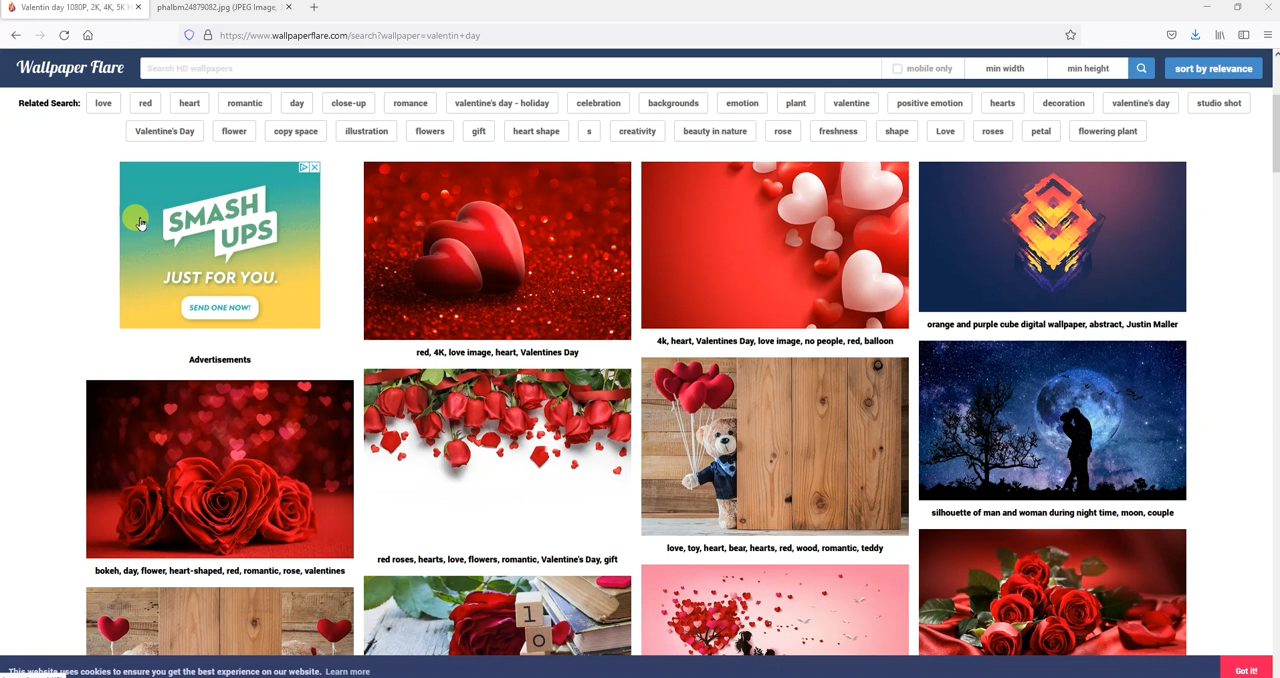 Valentin day 1080P, 2K, 4K, 5K H
phalbm24879082.jpg (JPEG Image,
https://www.wallpaperflare.com/search?wallpaper=valentin+day
Wallpaper Flare
Search HD wallpapers
mobile only
min width
min height
sort by relevance
Related Search:
love
red
heart
romantic
day
close-up
romance
valentine's day - holiday
celebration
backgrounds
emotion
plant
valentine
positive emotion
hearts
decoration
valentine's day
studio shot
Valentine's Day
flower
copy space
illustration
flowers
gift
heart shape
s
creativity
beauty in nature
rose
freshness
shape
Love
roses
petal
flowering plant
SMASH
UPS
JUST FOR YOU.
SEND ONE NOW!
Advertisements
red, 4K, love image, heart, Valentines Day
4k, heart, Valentines Day, love image, no people, red, balloon
orange and purple cube digital wallpaper, abstract, Justin Maller
bokeh, day, flower, heart-shaped, red, romantic, rose, valentines
red roses, hearts, love, flowers, romantic, Valentine's Day, gift
love, toy, heart, bear, hearts, red, wood, romantic, teddy
silhouette of man and woman during night time, moon, couple
1
0
This website uses cookies to ensure you get the best experience on our website. Learn more
Got it!